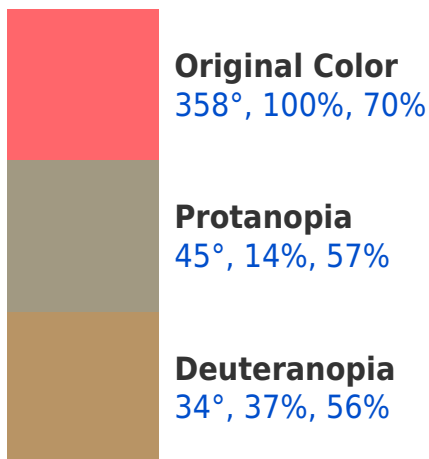 Original Color
358°, 100%, 70%
Protanopia
45°, 14%, 57%
Deuteranopia
34°, 37%, 56%